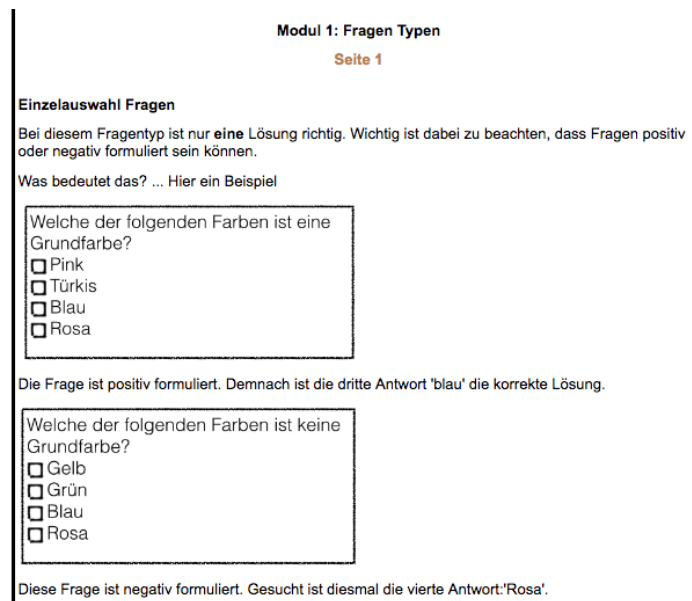 Modul 1: Fragen Typen
Seite 1
Einzelauswahl Fragen
Bei diesem Fragentyp ist nur eine Lösung richtig. Wichtig ist dabei zu beachten, dass Fragen positiv
oder negativ formuliert sein können.
Was bedeutet das? ... Hier ein Beispiel
Welche der folgenden Farben ist eine
Grundfarbe?
Pink
Türkis
Blau
Rosa
Die Frage ist positiv formuliert. Demnach ist die dritte Antwort 'blau' die korrekte Lösung.
Welche der folgenden Farben ist keine
Grundfarbe?
Gelb
Grün
Blau
Rosa
Diese Frage ist negativ formuliert. Gesucht ist diesmal die vierte Antwort:'Rosa'.